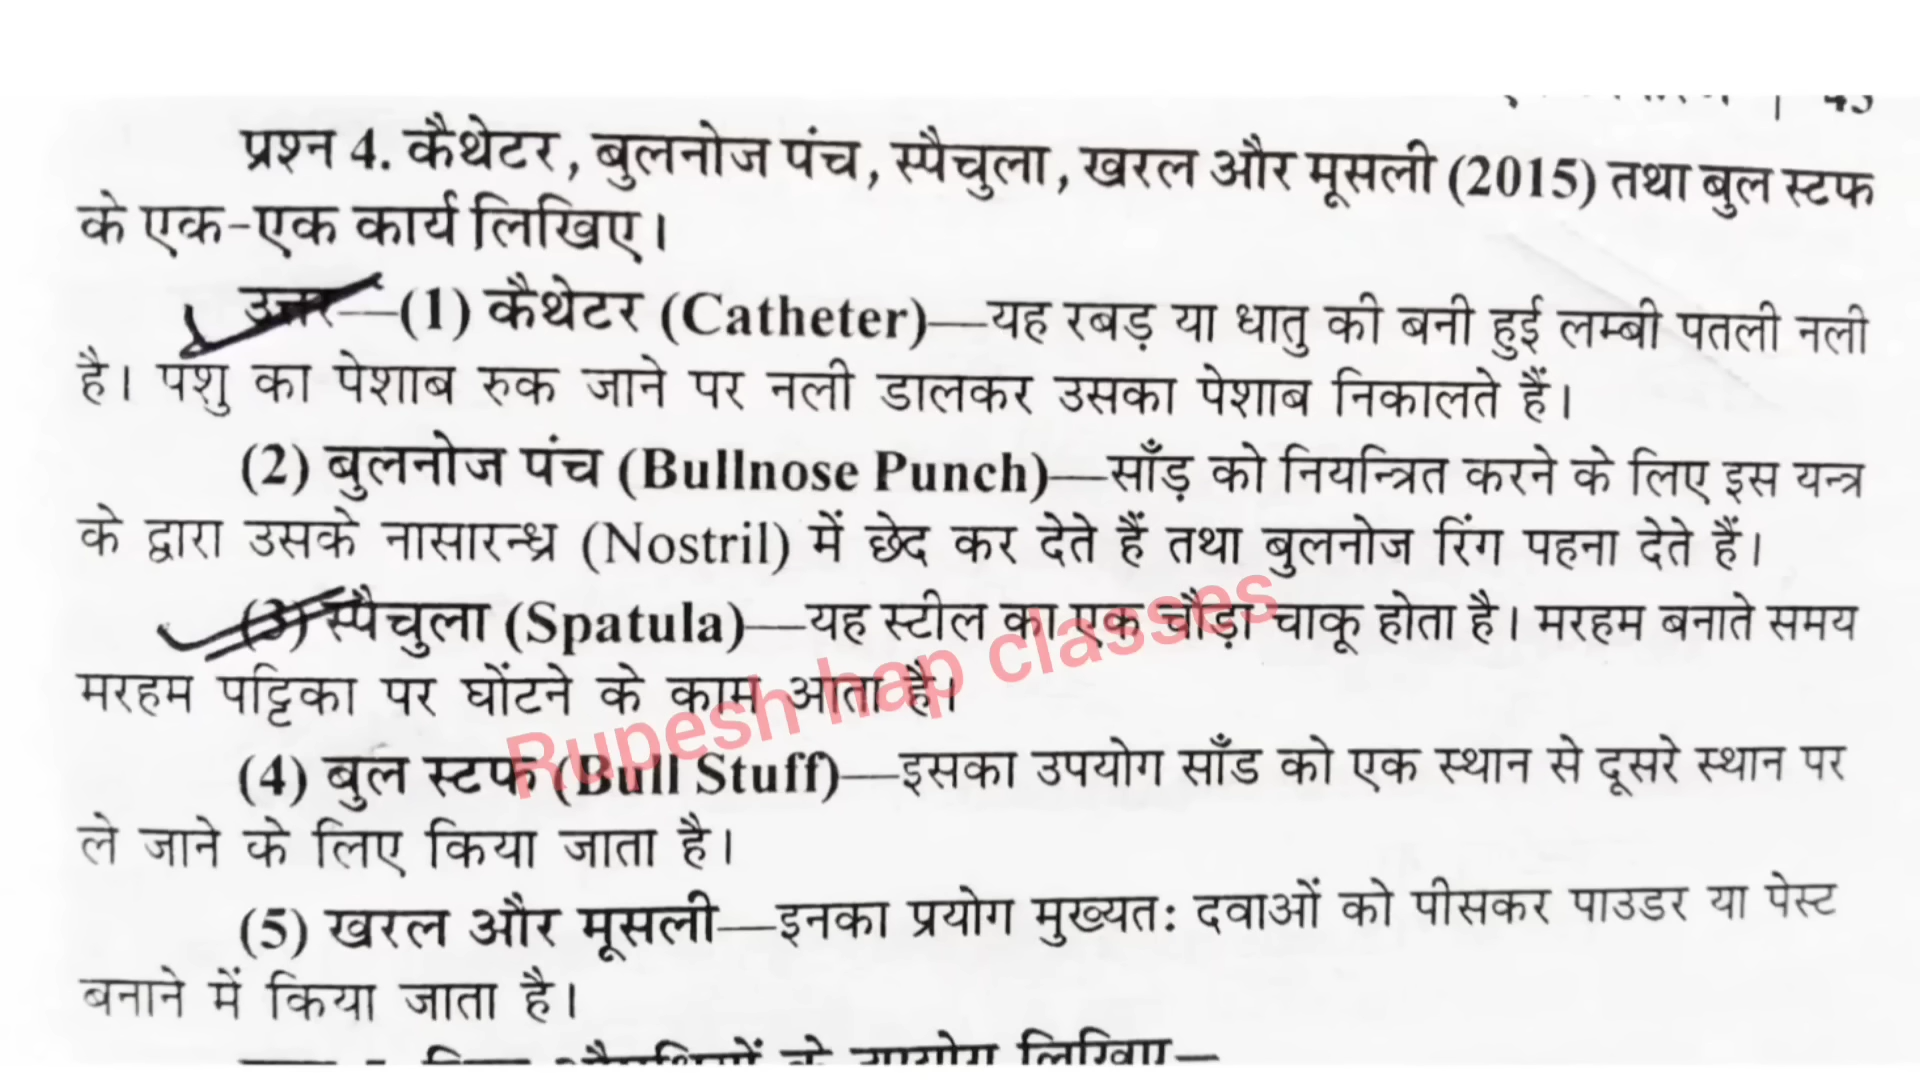 प्रश्न 4. कैथेटर, बुलनोज पंच, स्पैचुला, खरल और मूसली (2015) तथा बुल स्टफ
के एक-एक कार्य लिखिए।
उत्तर—(1) कैथेटर (Catheter)—यह रबड़ या धातु की बनी हुई लम्बी पतली नली
है। पशु का पेशाब रुक जाने पर नली डालकर उसका पेशाब निकालते हैं।
(2) बुलनोज पंच (Bullnose Punch)—साँड़ को नियन्त्रित करने के लिए इस यन्त्र
के द्वारा उसके नासारन्ध्र (Nostril) में छेद कर देते हैं तथा बुलनोज रिंग पहना देते हैं।
(3) स्पैचुला (Spatula)—यह स्टील का एक चौड़ा चाकू होता है। मरहम बनाते समय
मरहम पट्टिका पर घोंटने के काम आता है।
Rupesh hap classes
(4) बुल स्टफ (Bull Stuff)—इसका उपयोग साँड को एक स्थान से दूसरे स्थान पर
ले जाने के लिए किया जाता है।
(5) खरल और मूसली—इनका प्रयोग मुख्यतः दवाओं को पीसकर पाउडर या पेस्ट
बनाने में किया जाता है।
लिखिए—